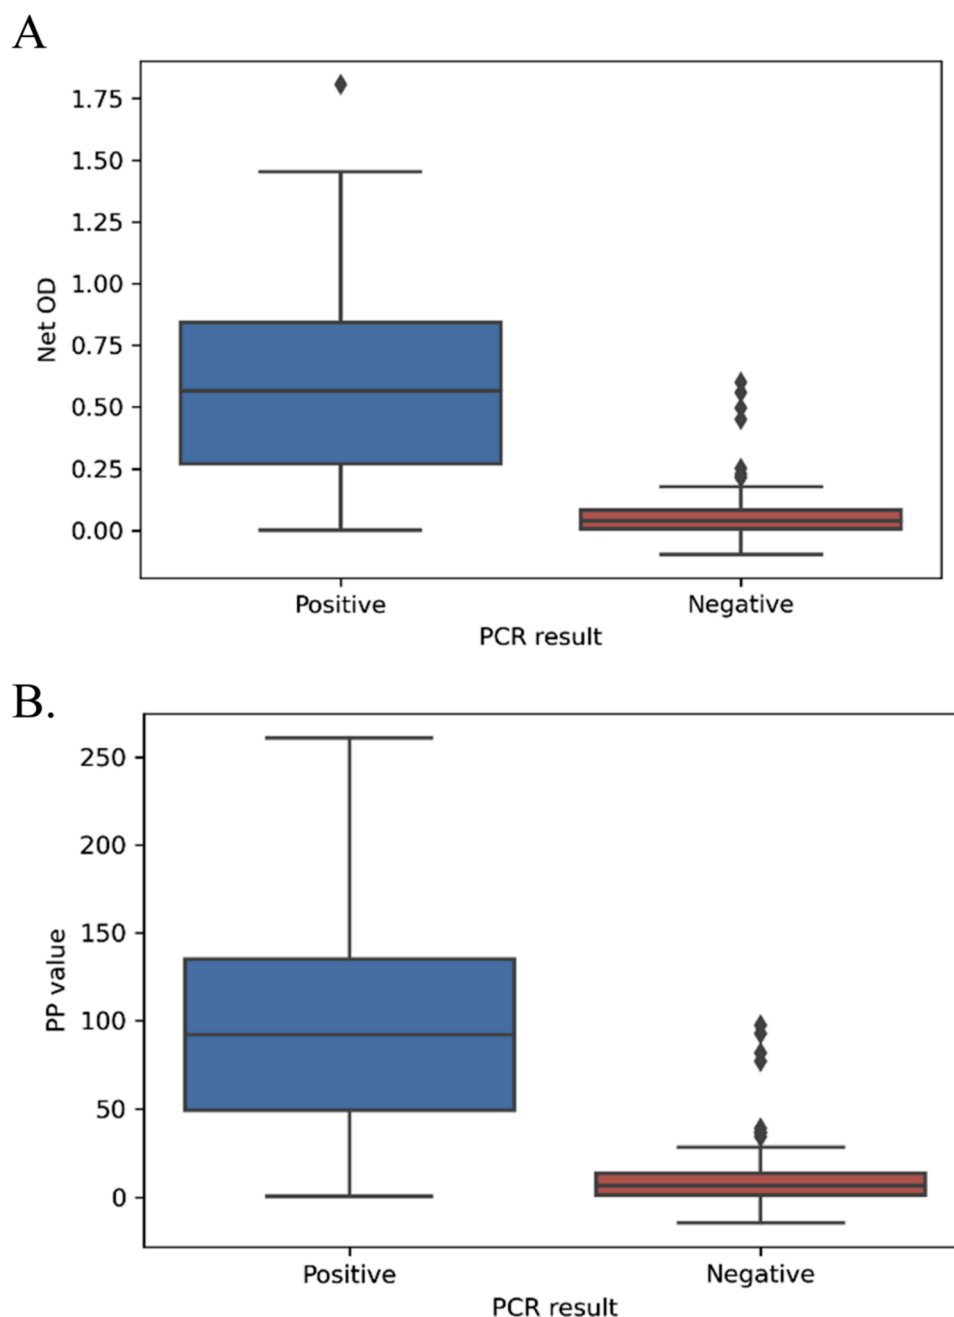 A
1.75
1.50
1.25
1.00
0.75
0.50
0.25
0.00
Net OD
Positive Negative
PCR result
B.
250
200
150
100
50
0
PP value
Positive Negative
PCR result